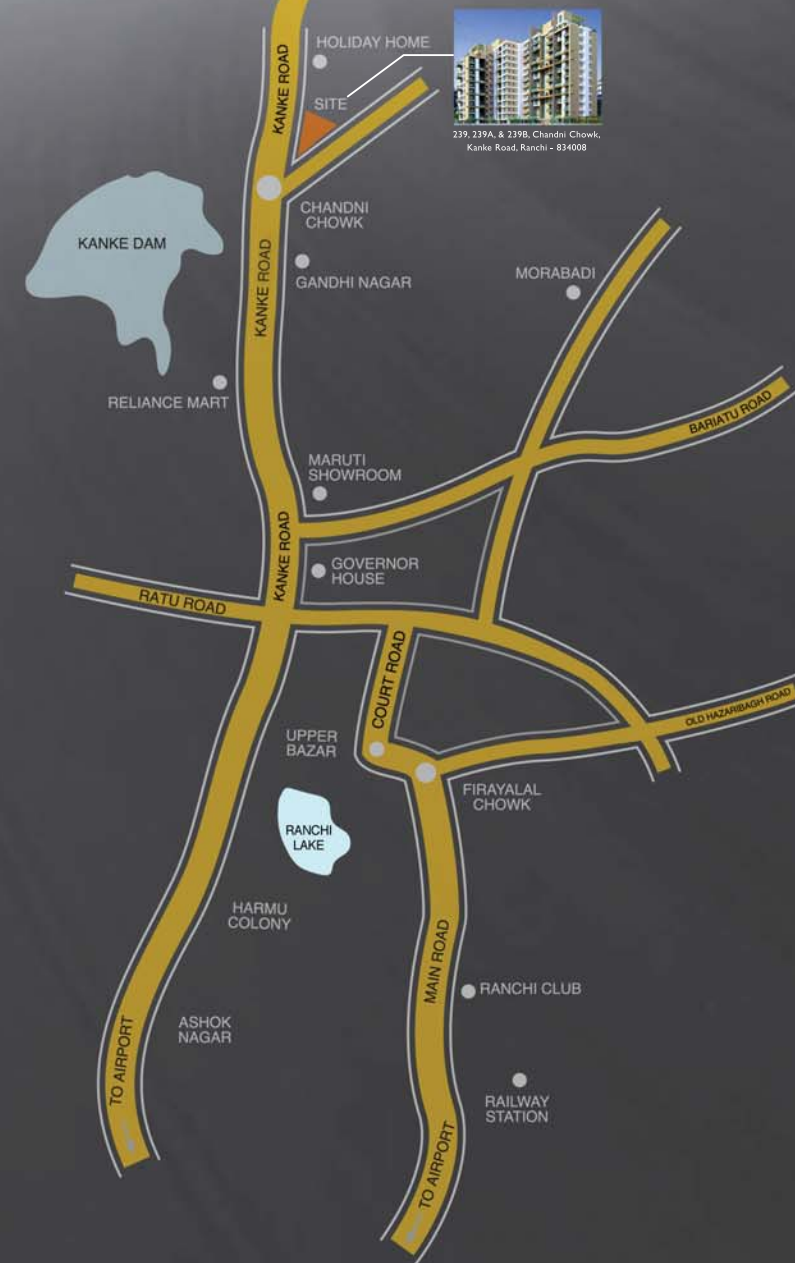 KANKE ROAD
HOLIDAY HOME
SITE
239, 239A, & 239B, Chandni Chowk,
Kanke Road, Ranchi - 834008
CHANDNI
CHOWK
KANKE DAM
KANKE ROAD
GANDHI NAGAR
MORABADI
RELIANCE MART
BARIATU ROAD
MARUTI
SHOWROOM
KANKE ROAD
GOVERNOR
HOUSE
RATU ROAD
COURT ROAD
OLD HAZARIBAGH ROAD
UPPER
BAZAR
FIRAYALAL
CHOWK
RANCHI
LAKE
HARMU
COLONY
MAIN ROAD
RANCHI CLUB
ASHOK
NAGAR
TO AIRPORT
RAILWAY
STATION
TO AIRPORT